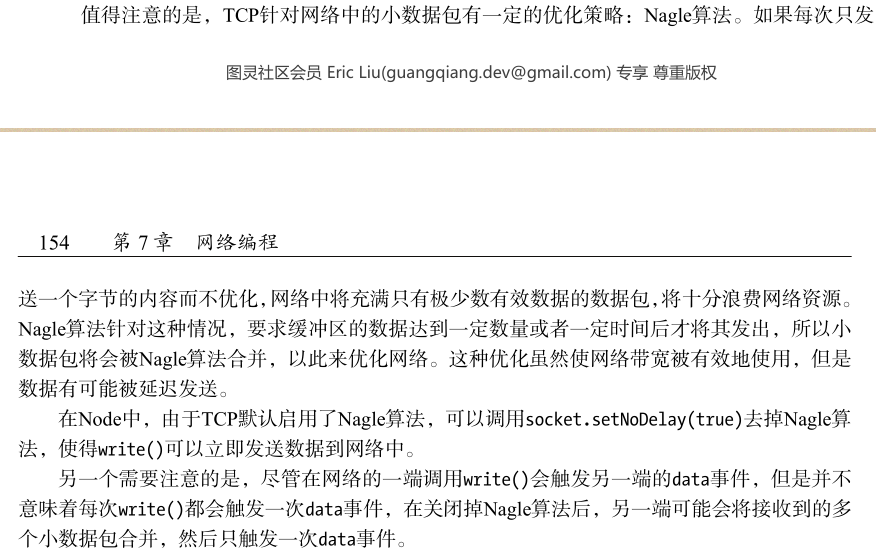 值得注意的是，TCP针对网络中的小数据包有一定的优化策略：Nagle算法。如果每次只发
图灵社区会员 Eric Liu(guangqiang.dev@gmail.com) 专享 尊重版权
154 第 7 章 网络编程
送一个字节的内容而不优化，网络中将充满只有极少数有效数据的数据包，将十分浪费网络资源。
Nagle算法针对这种情况，要求缓冲区的数据达到一定数量或者一定时间后才将其发出，所以小
数据包将会被Nagle算法合并，以此来优化网络。这种优化虽然使网络带宽被有效地使用，但是
数据有可能被延迟发送。
在Node中，由于TCP默认启用了Nagle算法，可以调用socket.setNoDelay(true)去掉Nagle算
法，使得write()可以立即发送数据到网络中。
另一个需要注意的是，尽管在网络的一端调用write()会触发另一端的data事件，但是并不
意味着每次write()都会触发一次data事件，在关闭掉Nagle算法后，另一端可能会将接收到的多
个小数据包合并，然后只触发一次data事件。